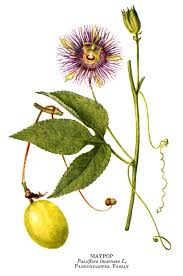 MAYPOP
Passiflora incarnata L.
PASSIONFLOWER FAMILY